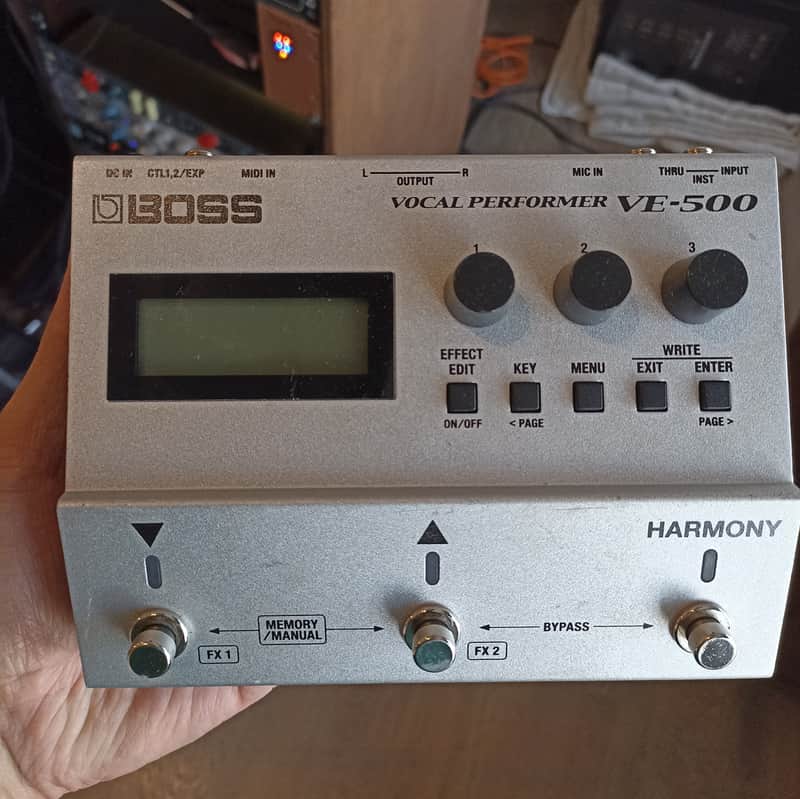 DC IN CTL1,2/EXP MIDI IN L R MIC IN THRU INPUT
OUTPUT INST
BOSS VOCAL PERFORMER VE-500
1 2 3
EFFECT EDIT KEY MENU WRITE EXIT ENTER
ON/OFF < PAGE PAGE >
HARMONY
MEMORY /MANUAL BYPASS
FX 1 FX 2